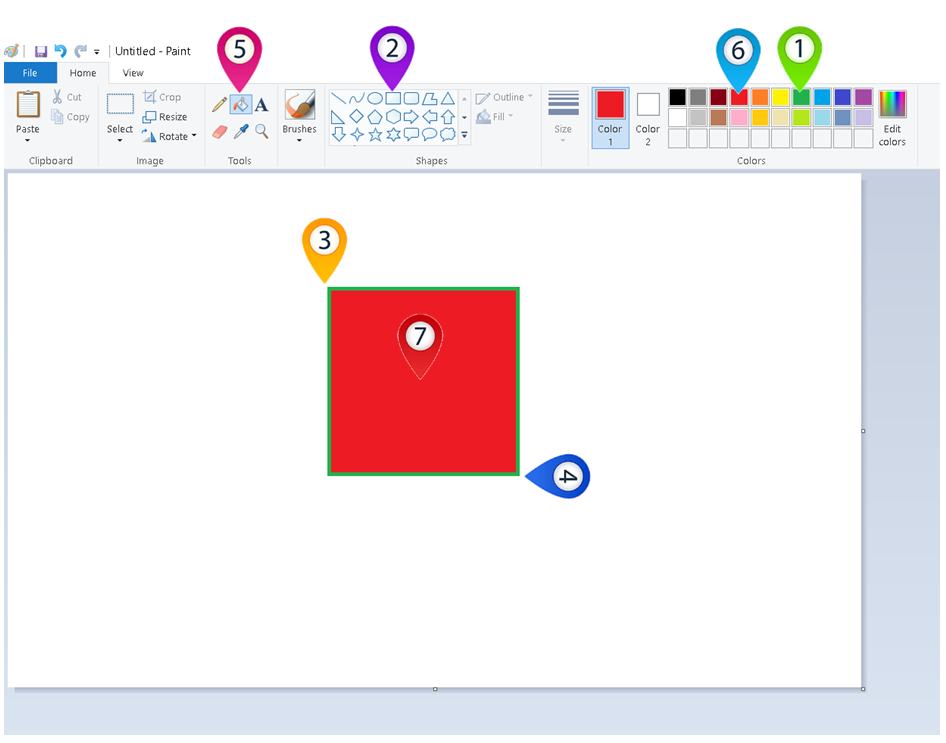 Untitled - Paint
5
2
6
1
File
Home
View
Paste
Cut
Copy
Clipboard
Select
Crop
Resize
Rotate
Image
A
Tools
Brushes
Outline
Fill
Shapes
Size
Color
1
Color
2
Edit
colors
Colors
3
7
4